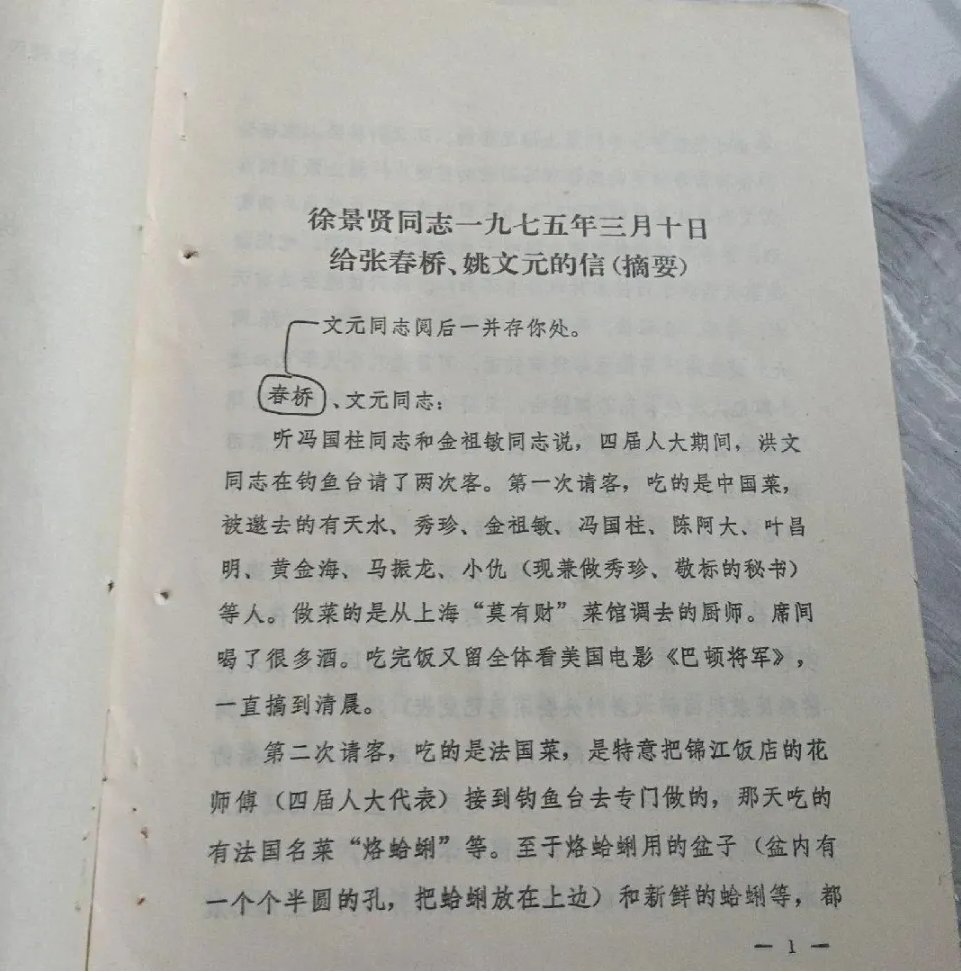 徐景贤同志一九七五年三月十日
给张春桥、姚文元的信（摘要）
文元同志阅后一并存你处。
春桥、文元同志：
听冯国柱同志和金祖敏同志说，四届人大期间，洪文
同志在钓鱼台请了两次客。第一次请客，吃的是中国菜，
被邀去的有天水、秀珍、金祖敏、冯国柱、陈阿大、叶昌
明、黄金海、马振龙、小仇（现兼做秀珍、敬标的秘书）
等人。做菜的是从上海“莫有财”菜馆调去的厨师。席间
喝了很多酒。吃完饭又留全体看美国电影《巴顿将军》，
一直搞到清晨。
第二次请客，吃的是法国菜，是特意把锦江饭店的花
师傅（四届人大代表）接到钓鱼台去专门做的，那天吃的
有法国名菜“烙蛤蜊”等。至于烙蛤蜊用的盆子（盆内有
一个个半圆的孔，把蛤蜊放在上边）和新鲜的蛤蜊等，都
— 1 —